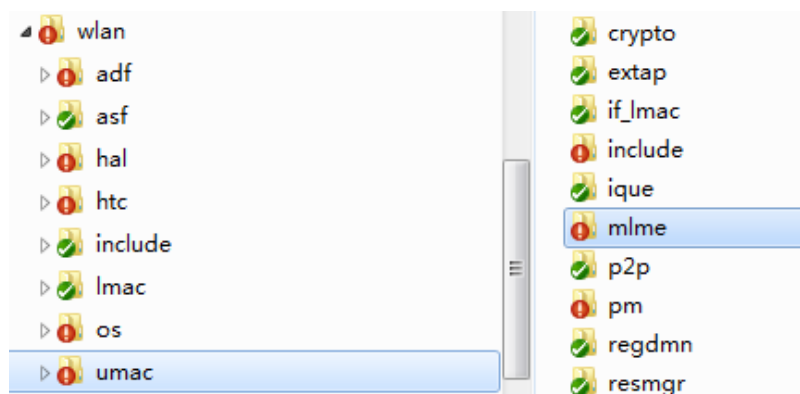 wlan
adf
asf
hal
htc
include
lmac
os
umac
crypto
extap
if_lmac
include
ique
mlme
p2p
pm
regdmn
resmgr